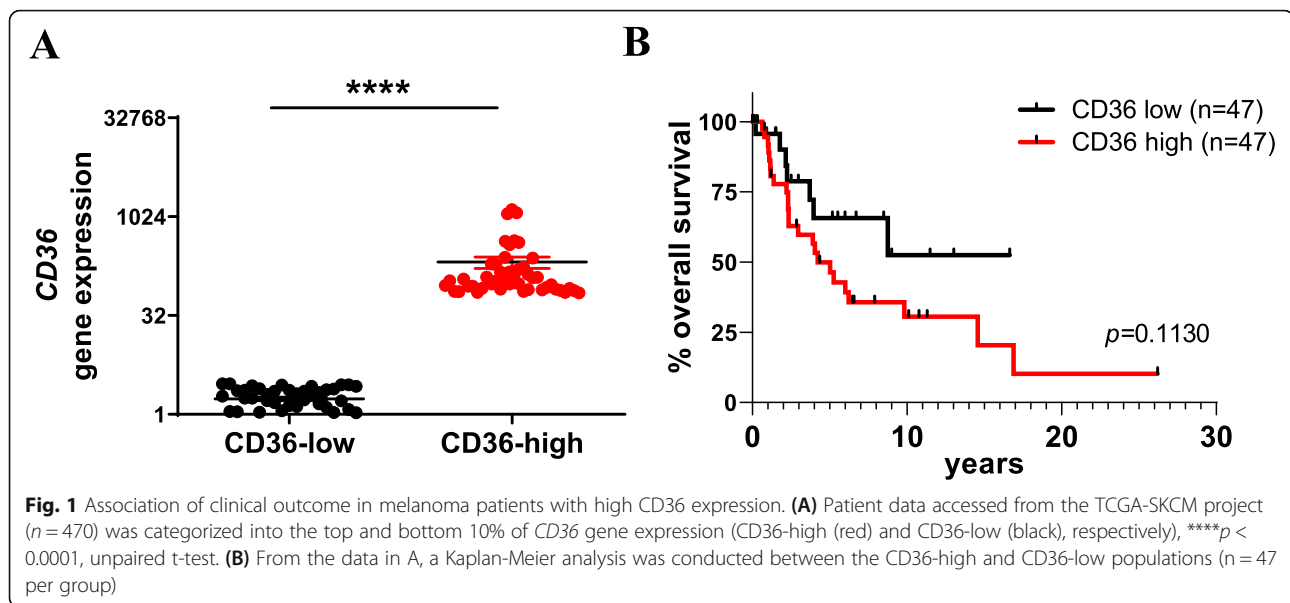 A
****
32768
1024
32
1
CD36
gene expression
CD36-low
CD36-high
B
CD36 low (n=47)
CD36 high (n=47)
100
75
50
25
0
% overall survival
p=0.1130
0
10
20
30
years
Fig. 1 Association of clinical outcome in melanoma patients with high CD36 expression. (A) Patient data accessed from the TCGA-SKCM project
(n = 470) was categorized into the top and bottom 10% of CD36 gene expression (CD36-high (red) and CD36-low (black), respectively), ****p <
0.0001, unpaired t-test. (B) From the data in A, a Kaplan-Meier analysis was conducted between the CD36-high and CD36-low populations (n = 47
per group)